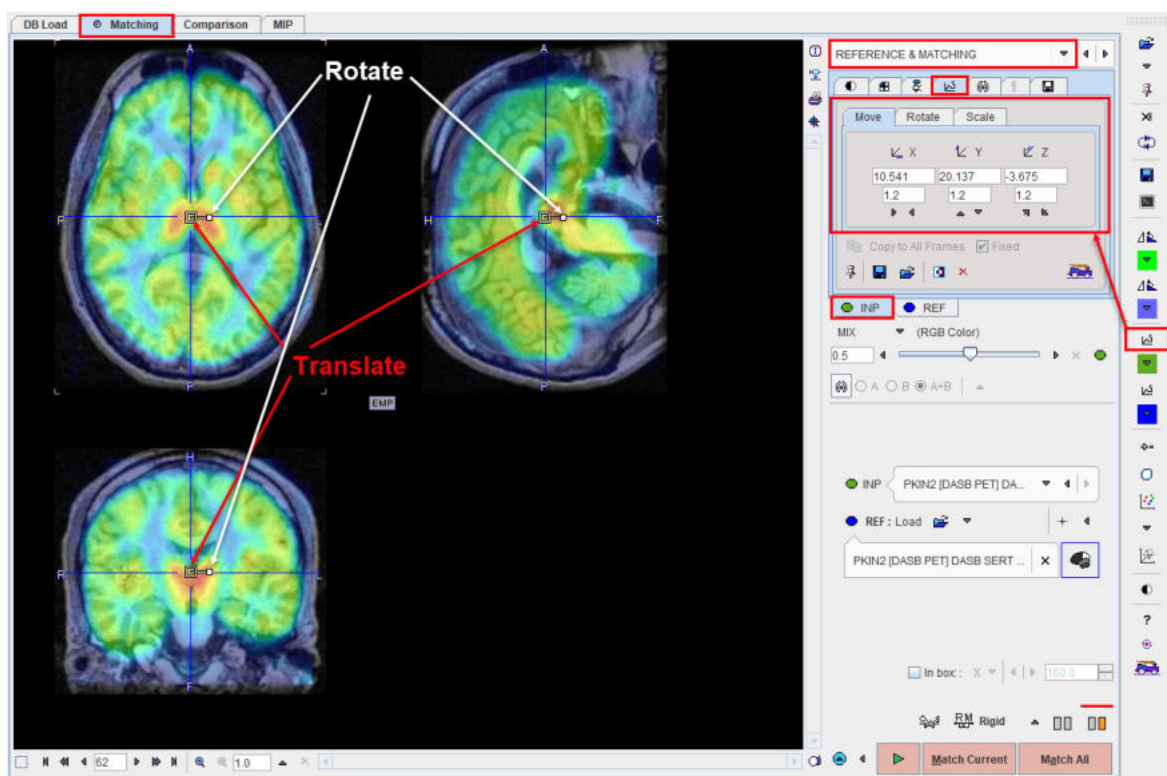 DB Load Matching Comparison MIP
REFERENCE & MATCHING
Rotate
A
A
Move Rotate Scale
X Y Z
10.541 20.137 -3.675
1.2 1.2 1.2
R
H F
Copy to All Frames Fixed
INP REF
MIX (RGB Color)
0.5
Translate
P
P
A B A+B
EMP
H
INP PKIN2 [DASB PET] DA...
REF : Load
PKIN2 [DASB PET] DASB SERT ...
R L
F
In box: X 160.0
RM Rigid
62 1.0
Match Current Match All
?